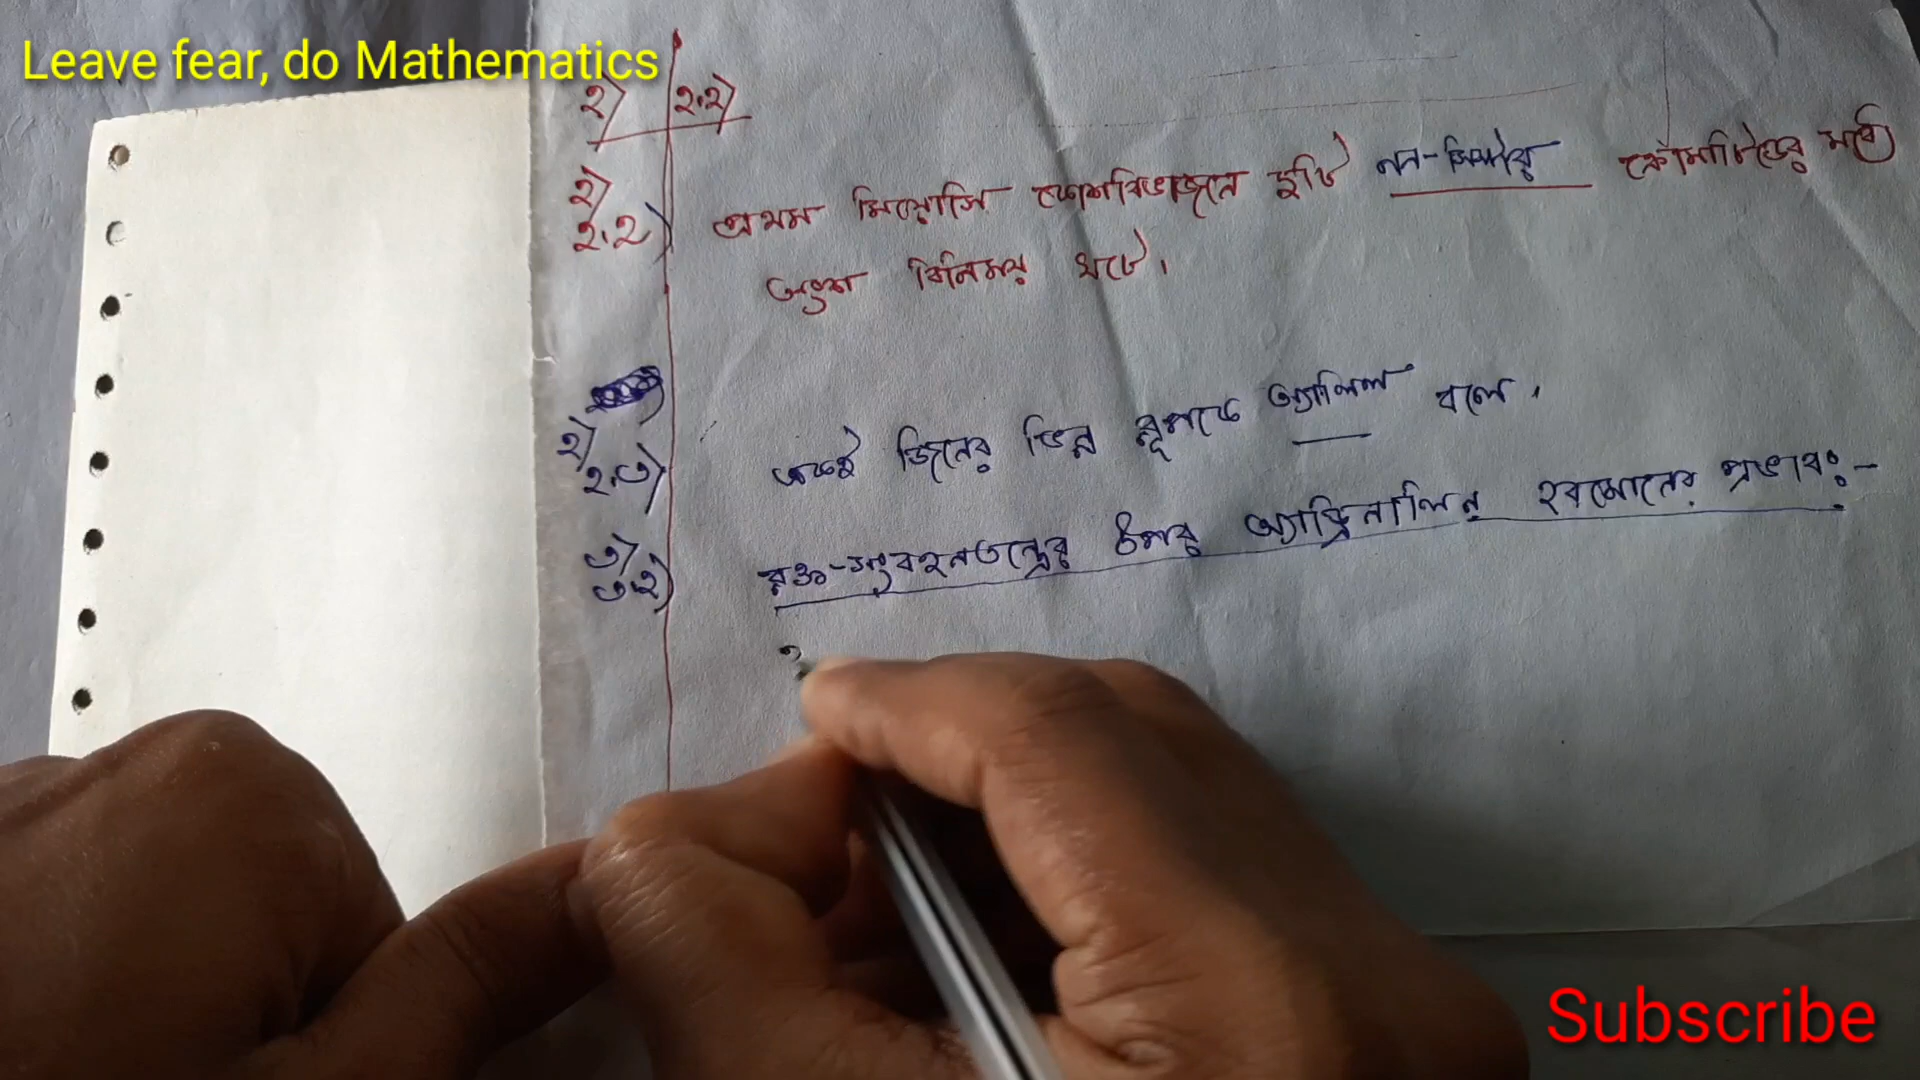 Leave fear, do Mathematics
২) ২.২)
২)
২.২) প্রথম মিয়োসি কোশবিভাজনে দুটি নন-সিস্টার ক্রোমাটিডের মধ্যে
অংশ বিনিময় ঘটে।
২)
২.৩) একই জিনের ভিন্ন রূপকে অ্যালিল বলে।
৩)
৩.২) রক্ত-সংবহনতন্ত্রের উপর অ্যাড্রিনালিন হরমোনের প্রভাবঃ-
Subscribe